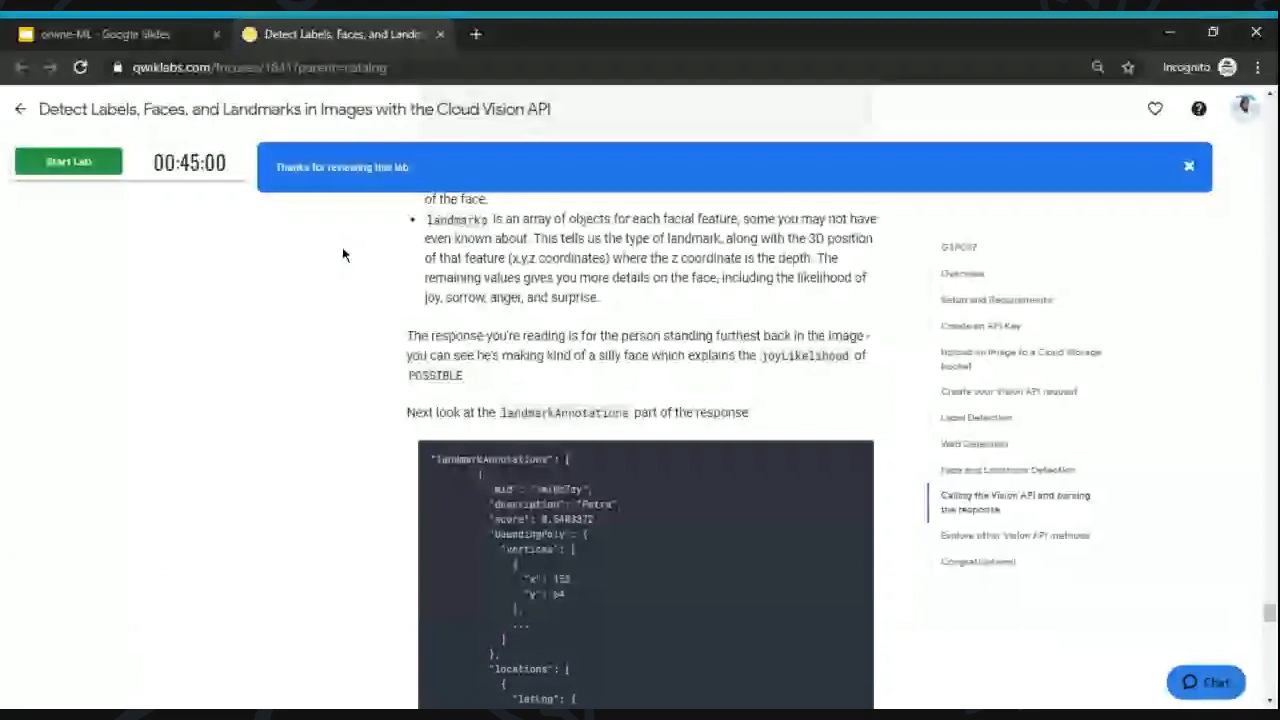 onwne-ML - Google Slides
Detect Labels, Faces, and Landm
qwiklabs.com/focuses/1841?parent=catalog
Incognito
Detect Labels, Faces, and Landmarks in Images with the Cloud Vision API
Start Lab
00:45:00
Thanks for reviewing this lab.
of the face.
landmarks is an array of objects for each facial feature, some you may not have
even known about. This tells us the type of landmark, along with the 3D position
of that feature (x,y,z coordinates) where the z coordinate is the depth. The
remaining values gives you more details on the face, including the likelihood of
joy, sorrow, anger, and surprise.
The response you're reading is for the person standing furthest back in the image -
you can see he's making kind of a silly face which explains the joyLikelihood of
POSSIBLE
Next look at the landmarkAnnotations part of the response
"landmarkAnnotations": [
{
"description": "Petra"
"score": 0.5403372
"boundingPoly": {
"vertices": [
{
"x": 153
"y": 64
},
...
]
},
"locations": [
{
"latLng": {
Overview
Setup and Requirements
Create an API Key
Upload an Image to a Cloud Storage
bucket
Create your Vision API request
Label Detection
Web Detection
Face and Landmark Detection
Calling the Vision API and parsing
the response
Explore other Vision API methods
Congratulations!
Chat